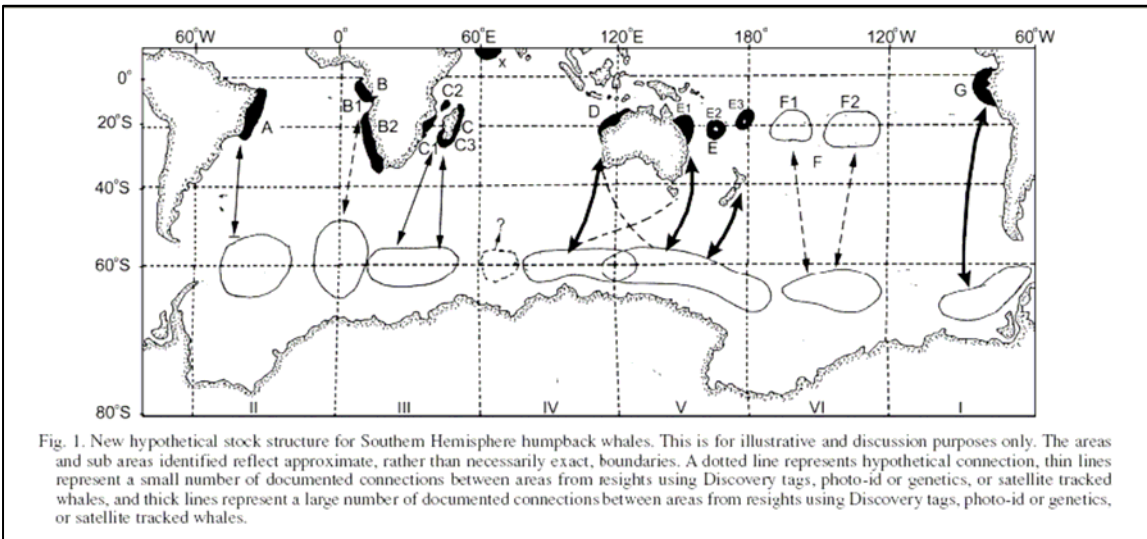 60°W 0° 60°E 120°E 180° 120°W 60°W
0°
20°S
40°S
60°S
80°S
A
B
B1
B2
C2
C
C1
C3
X
D
E1
E2
E3
E
F1
F2
F
G
?
II III IV V VI I
Fig. 1. New hypothetical stock structure for Southern Hemisphere humpback whales. This is for illustrative and discussion purposes only. The areas
and sub areas identified reflect approximate, rather than necessarily exact, boundaries. A dotted line represents hypothetical connection, thin lines
represent a small number of documented connections between areas from resights using Discovery tags, photo-id or genetics, or satellite tracked
whales, and thick lines represent a large number of documented connections between areas from resights using Discovery tags, photo-id or genetics,
or satellite tracked whales.